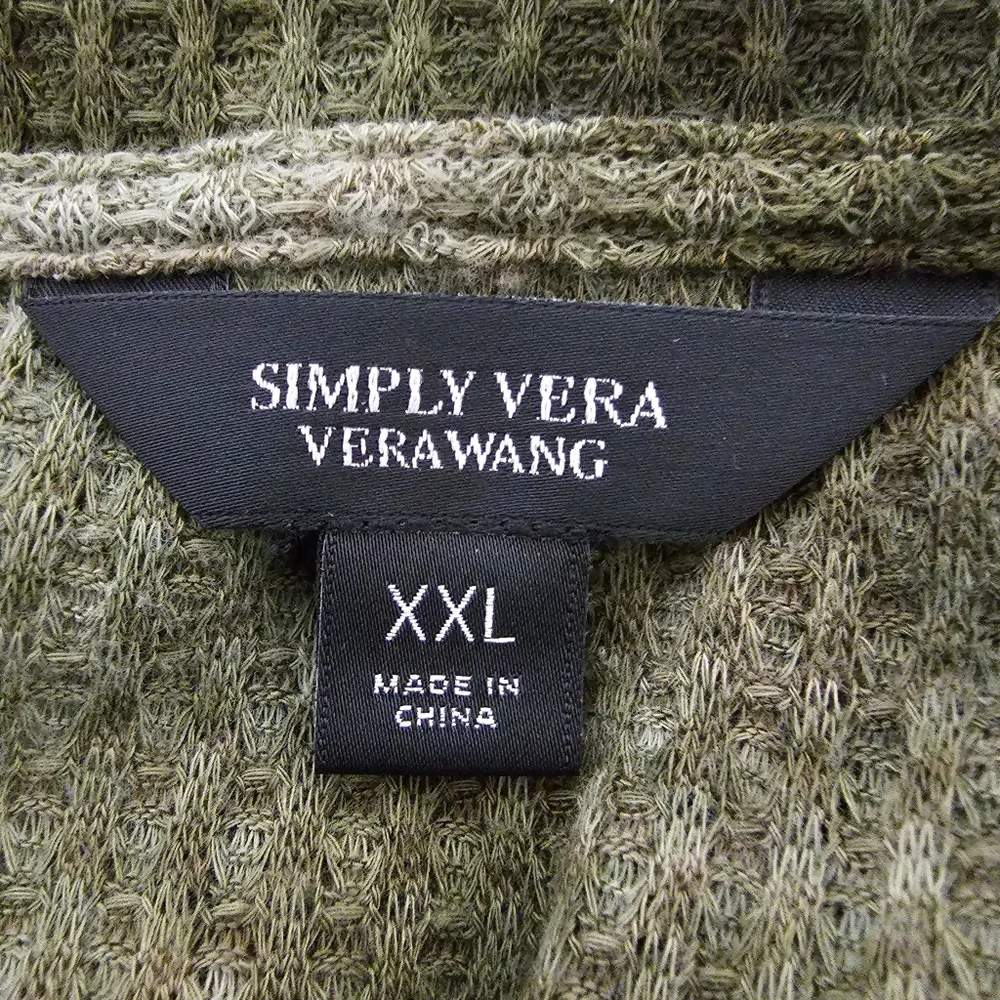 SIMPLY VERA
VERAWANG
XXL
MADE IN
CHINA